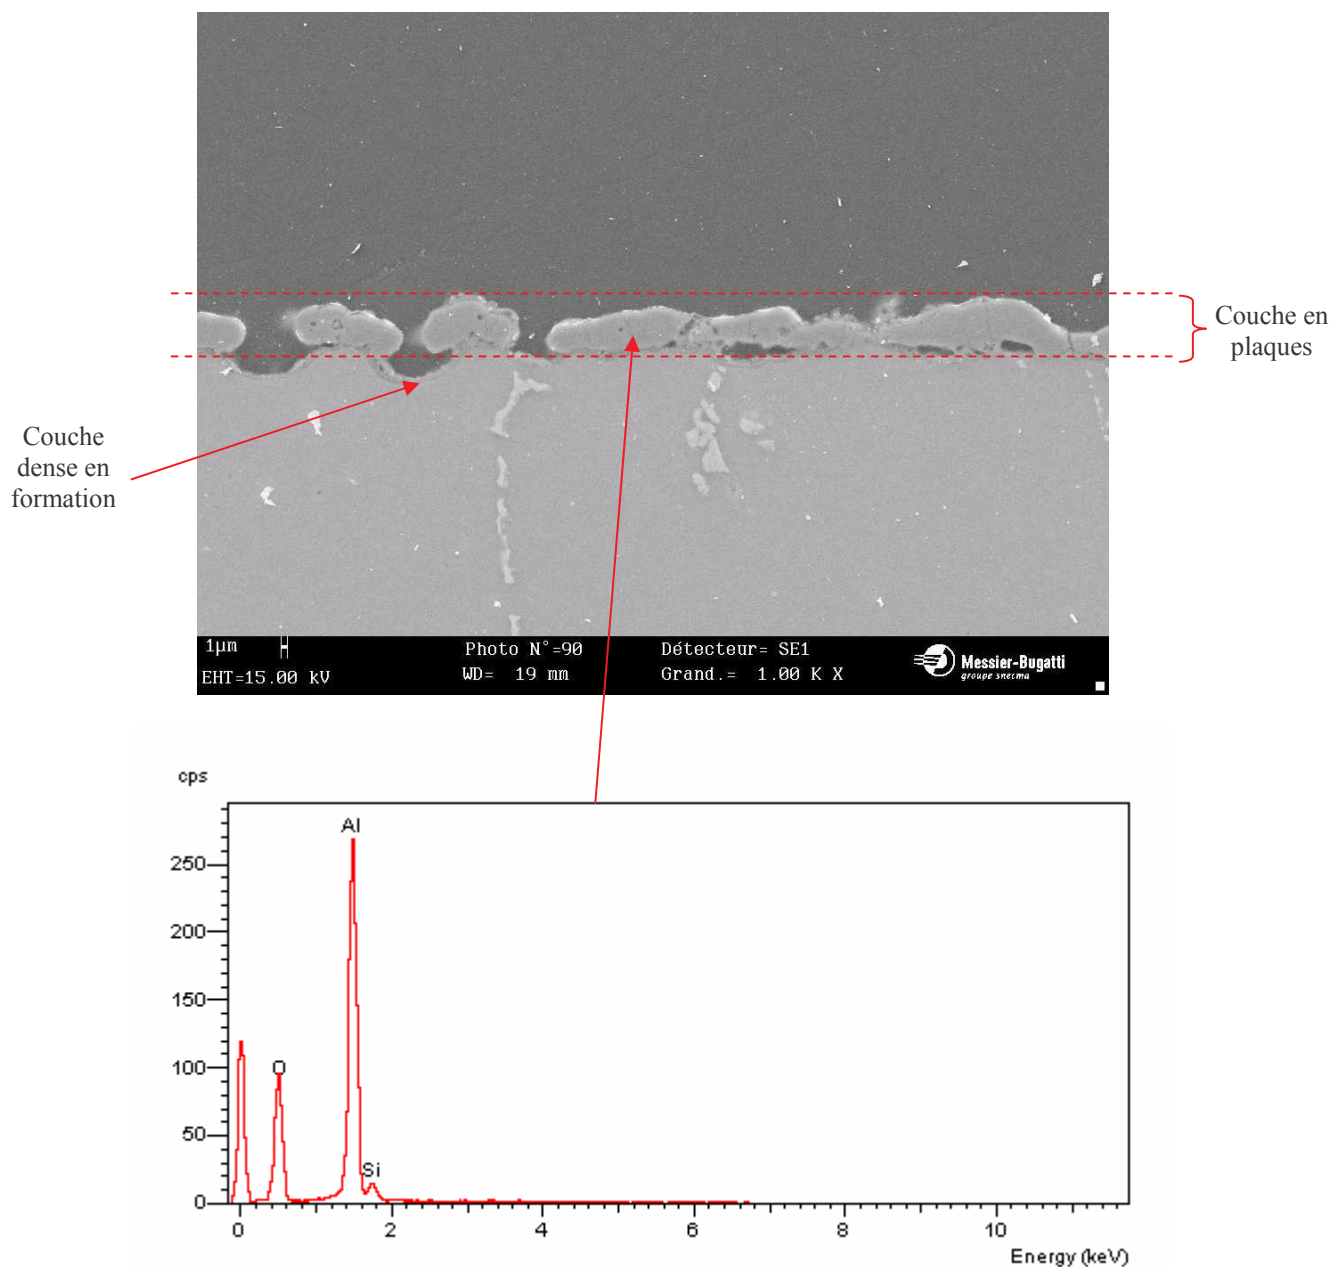 Couche en
plaques
Couche
dense en
formation
1µm
Photo N°=90
Détecteur= SE1
EHT=15.00 kV
WD= 19 mm
Grand.= 1.00 K X
Messier-Bugatti
groupe snecma
cps
Al
250
200
150
100
O
50
Si
0
0 2 4 6 8 10
Energy (keV)